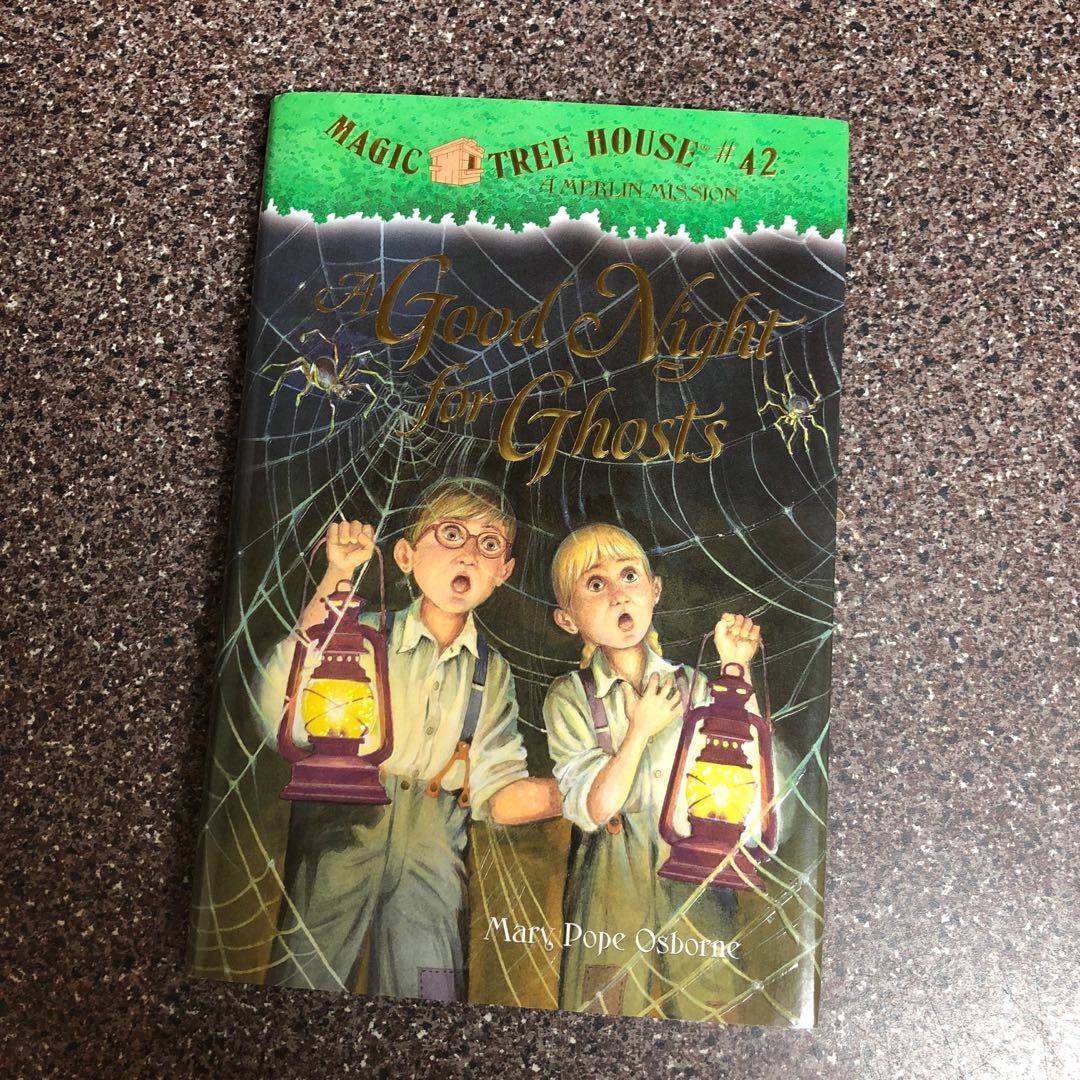 MAGIC TREE HOUSE® #42
A MERLIN MISSION
A Good Night
for Ghosts
Mary Pope Osborne